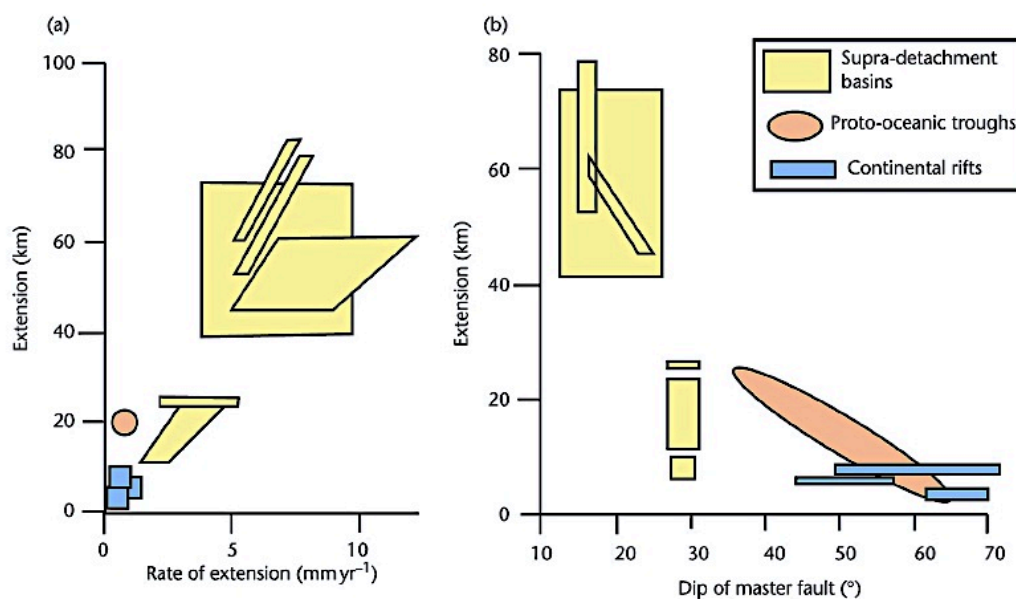 (a)
100
80
60
40
20
0
Extension (km)
0
5
10
Rate of extension (mm yr⁻¹)
(b)
80
60
40
20
0
Extension (km)
10
20
30
40
50
60
70
Dip of master fault (°)
Supra-detachment
basins
Proto-oceanic troughs
Continental rifts